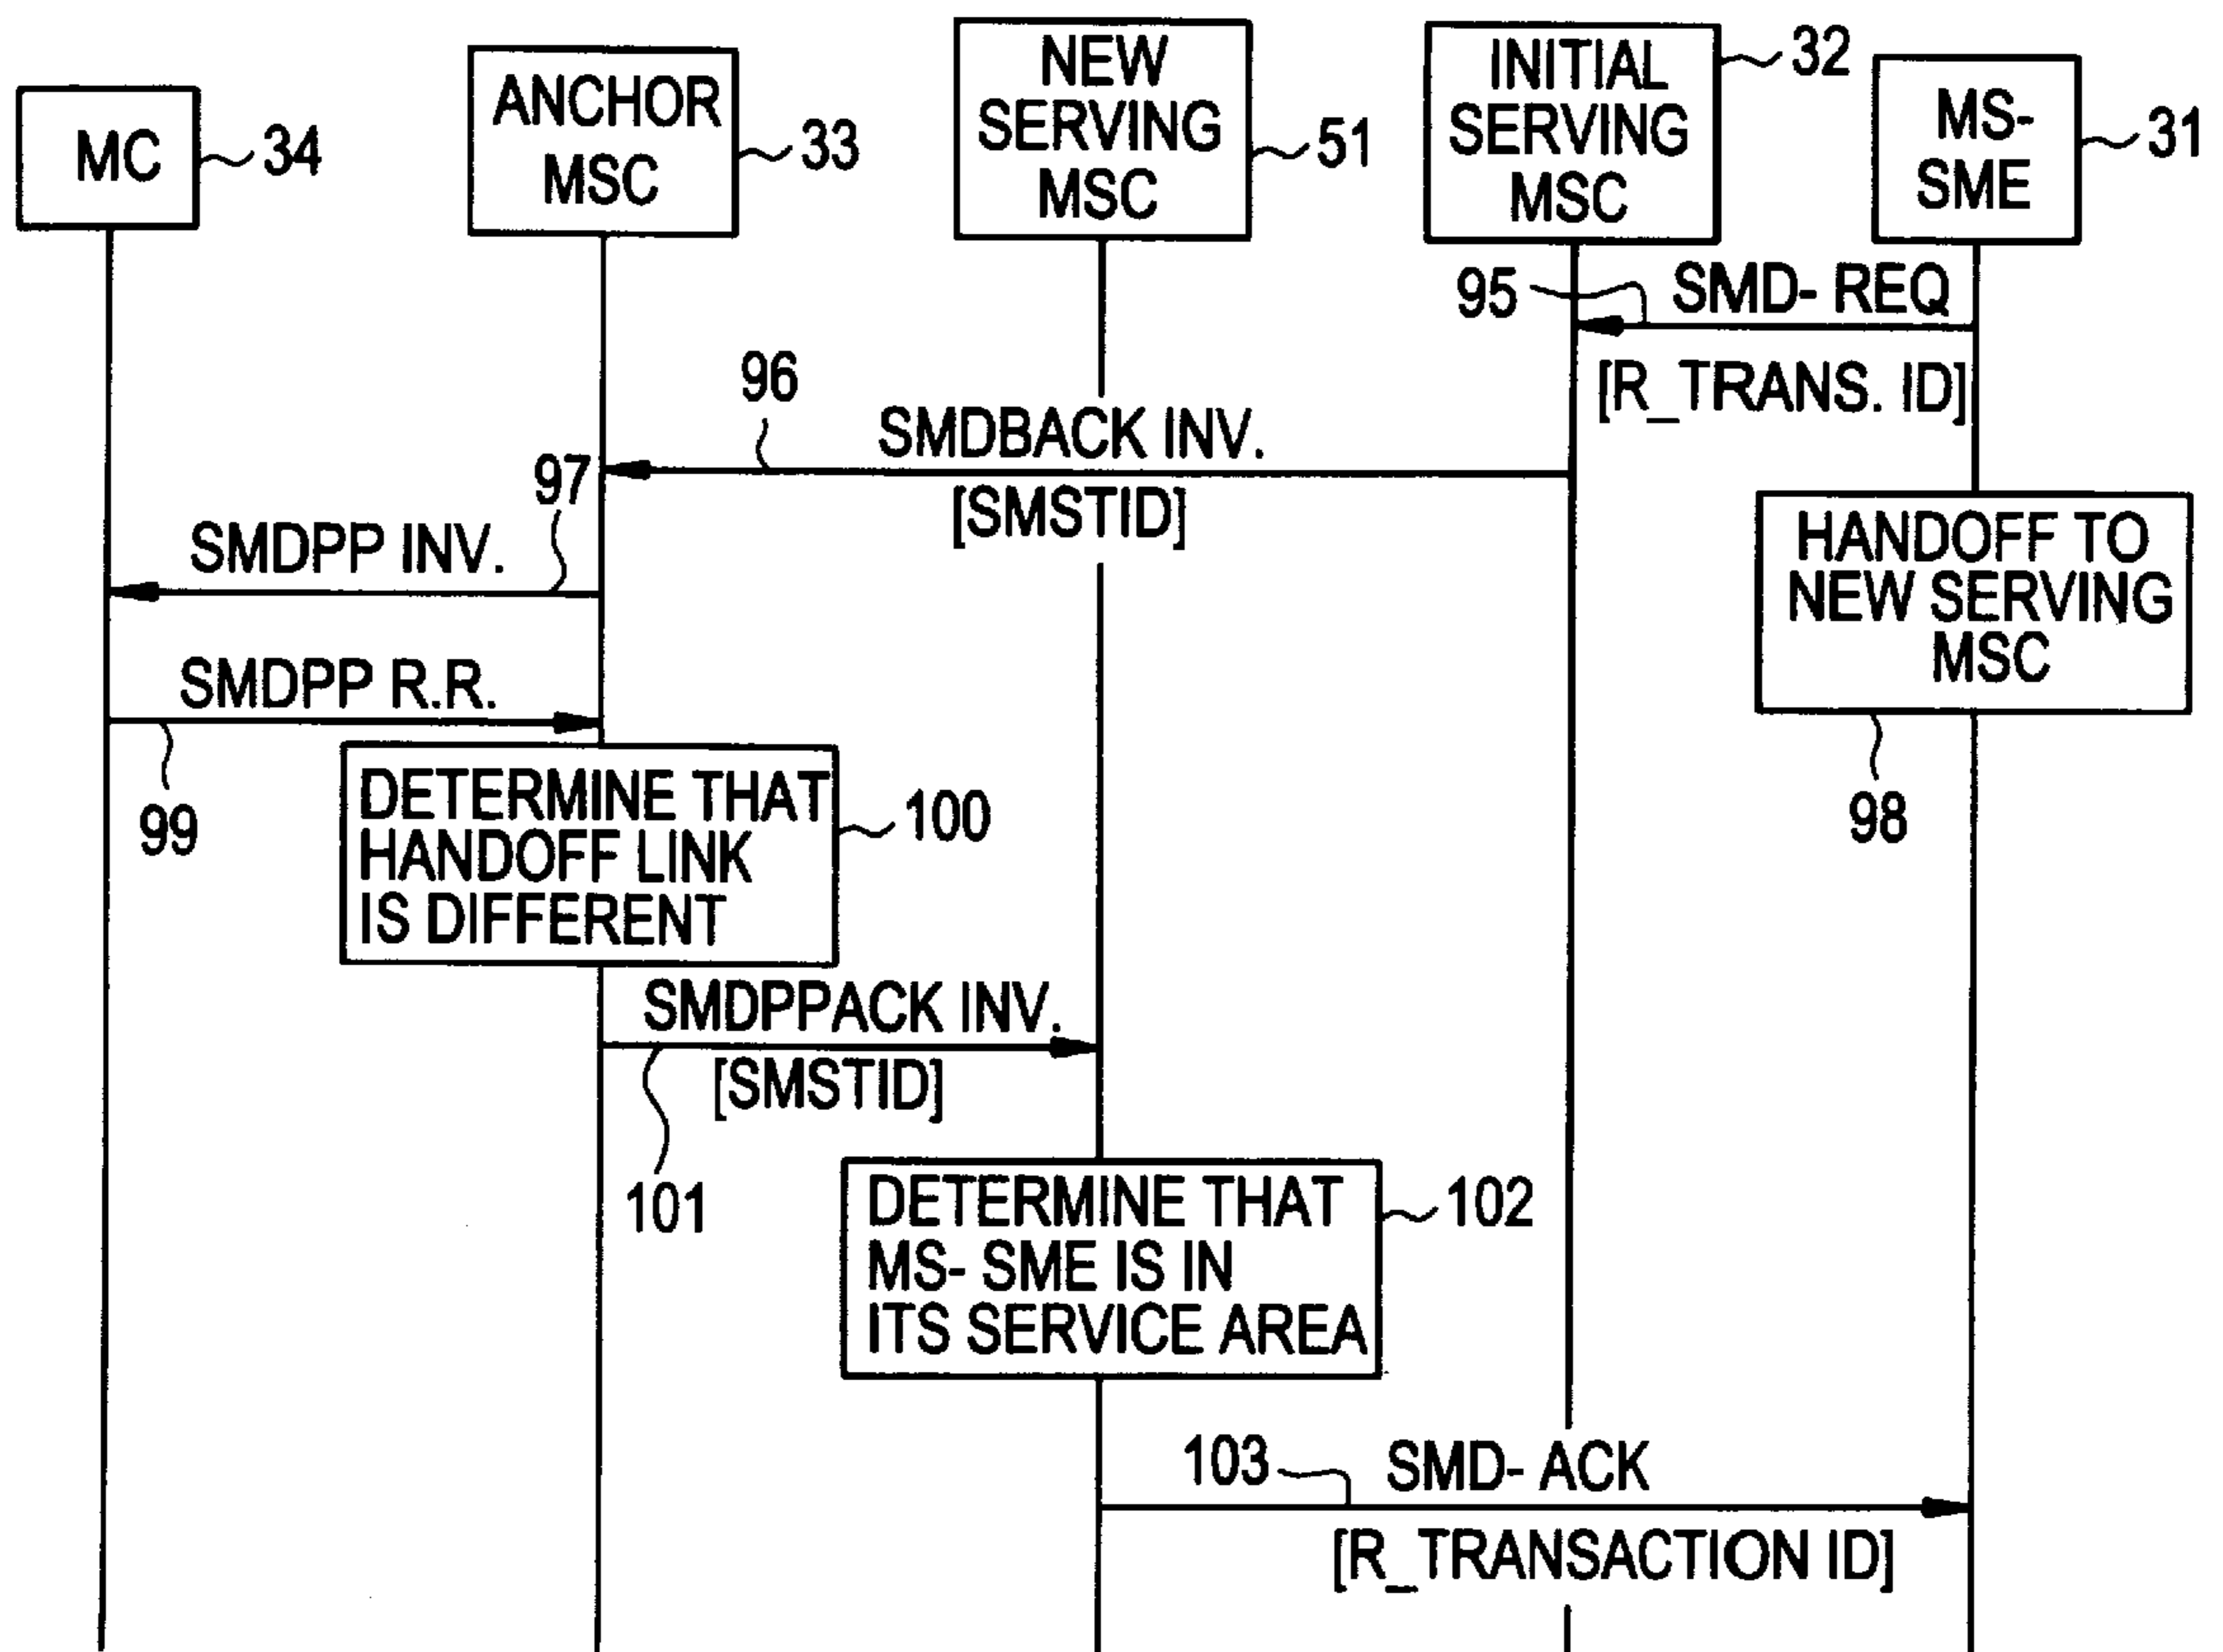 MC
34
ANCHOR
MSC
33
NEW
SERVING
MSC
51
INITIAL
SERVING
MSC
32
MS-
SME
31
95
SMD- REQ
[R_TRANS. ID]
96
SMDBACK INV.
[SMSTID]
97
SMDPP INV.
HANDOFF TO
NEW SERVING
MSC
98
SMDPP R.R.
99
DETERMINE THAT
HANDOFF LINK
IS DIFFERENT
100
SMDPPACK INV.
[SMSTID]
101
DETERMINE THAT
MS- SME IS IN
ITS SERVICE AREA
102
103
SMD- ACK
[R_TRANSACTION ID]